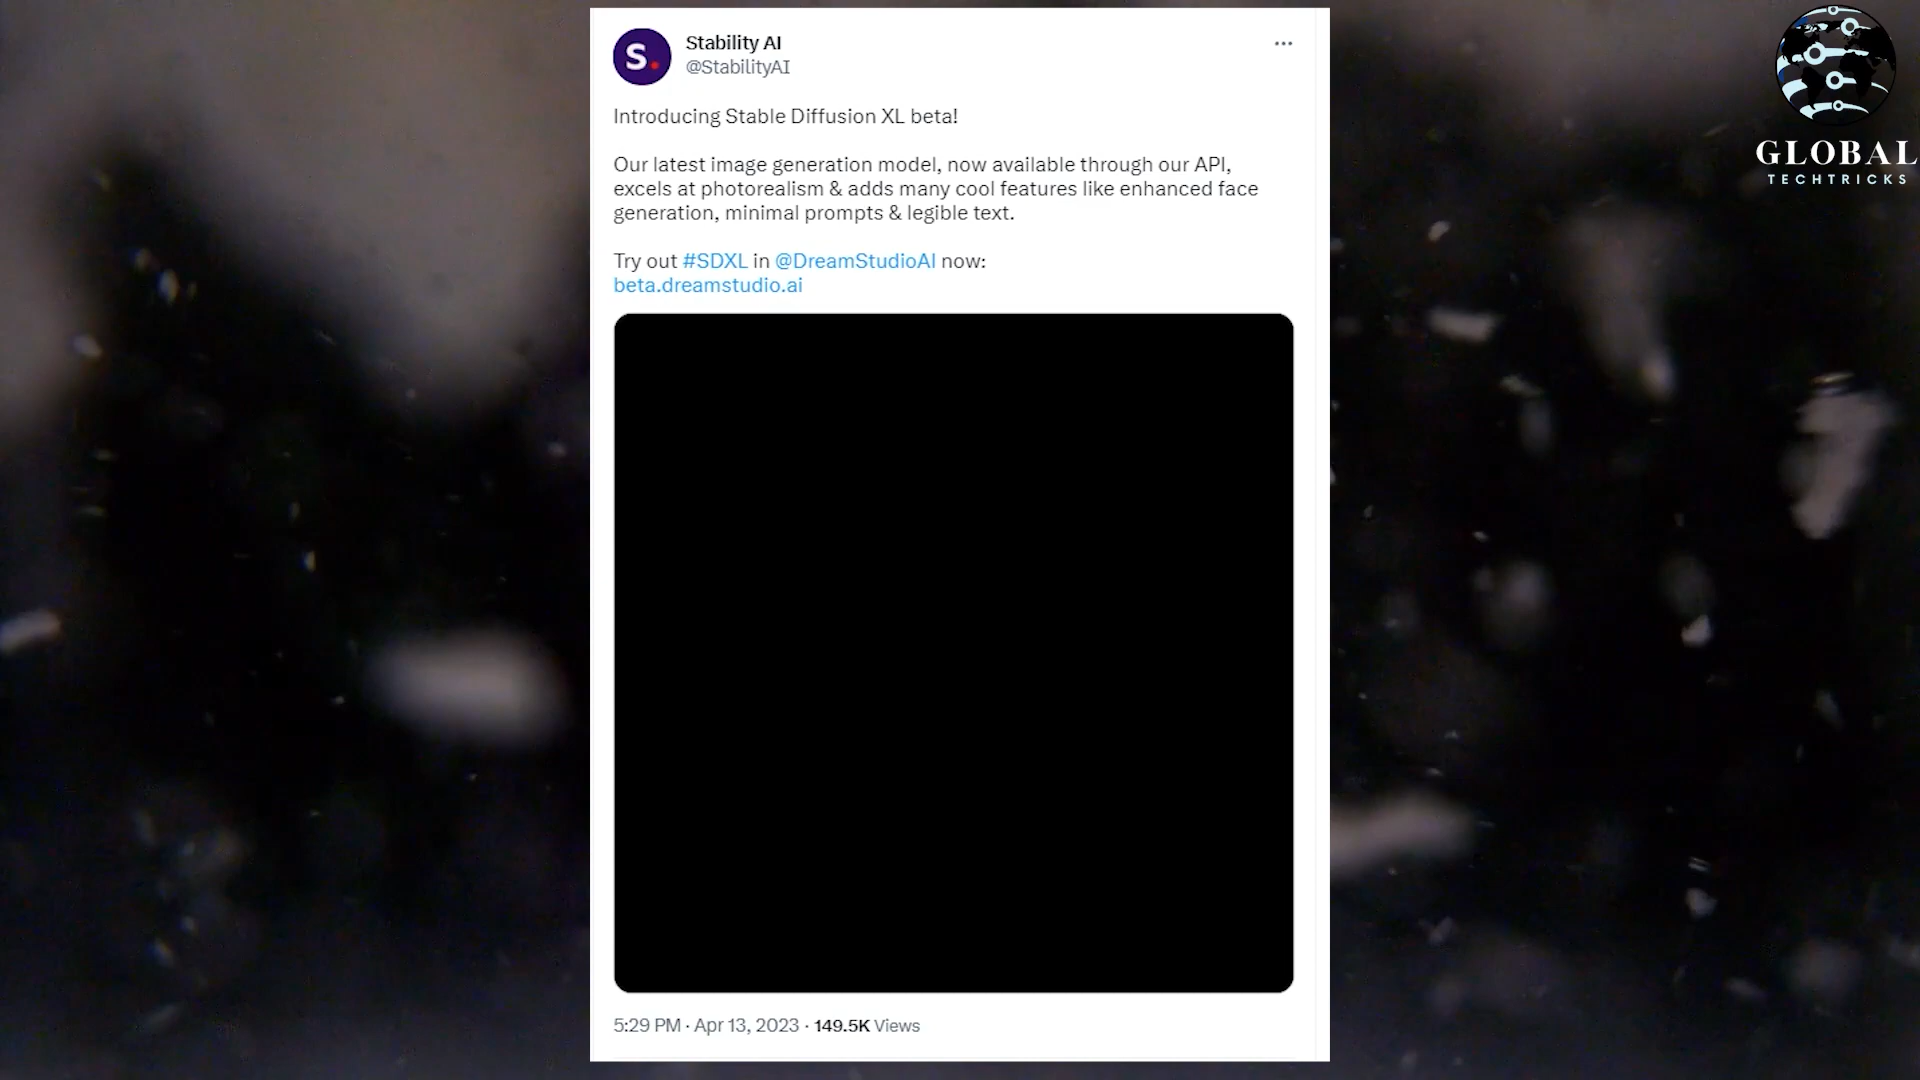 S.
Stability AI
@StabilityAI
Introducing Stable Diffusion XL beta!
Our latest image generation model, now available through our API,
excels at photorealism & adds many cool features like enhanced face
generation, minimal prompts & legible text.
Try out #SDXL in @DreamStudioAI now:
beta.dreamstudio.ai
5:29 PM · Apr 13, 2023 · 149.5K Views
GLOBAL
TECHTRICKS